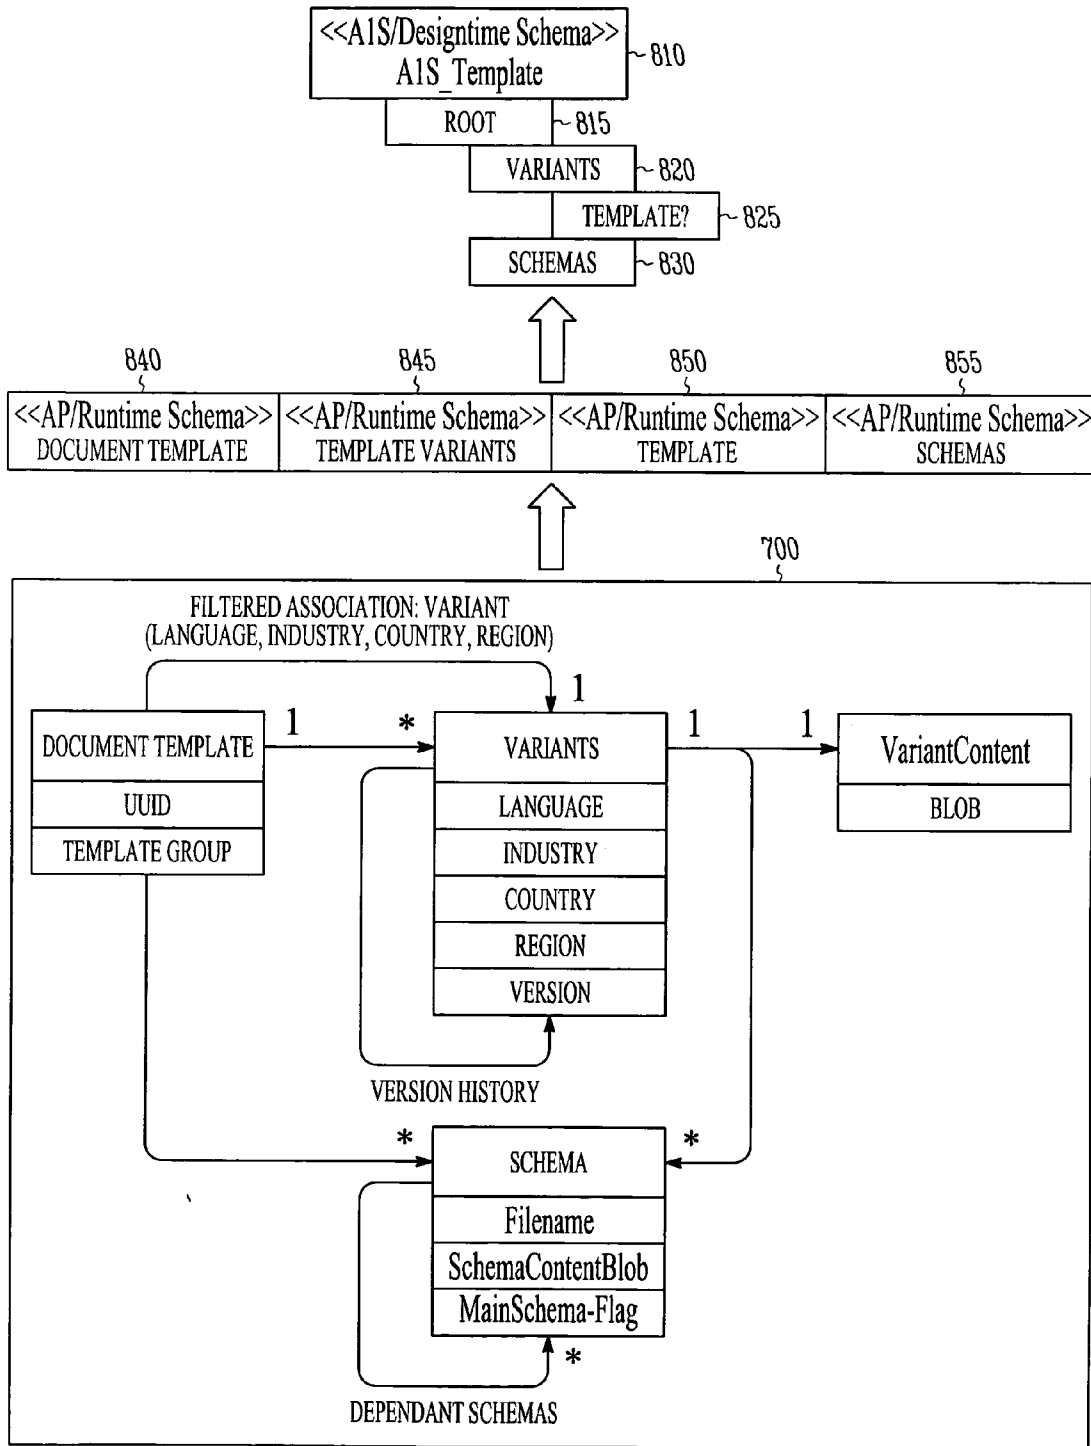 <<A1S/Designtime Schema>>
A1S_Template
810
ROOT
815
VARIANTS
820
TEMPLATE?
825
SCHEMAS
830
840
845
850
855
<<AP/Runtime Schema>>
DOCUMENT TEMPLATE
<<AP/Runtime Schema>>
TEMPLATE VARIANTS
<<AP/Runtime Schema>>
TEMPLATE
<<AP/Runtime Schema>>
SCHEMAS
700
FILTERED ASSOCIATION: VARIANT
(LANGUAGE, INDUSTRY, COUNTRY, REGION)
1
DOCUMENT TEMPLATE
UUID
TEMPLATE GROUP
1
*
VARIANTS
LANGUAGE
INDUSTRY
COUNTRY
REGION
VERSION
1
1
VariantContent
BLOB
VERSION HISTORY
*
*
SCHEMA
Filename
SchemaContentBlob
MainSchema-Flag
*
DEPENDANT SCHEMAS